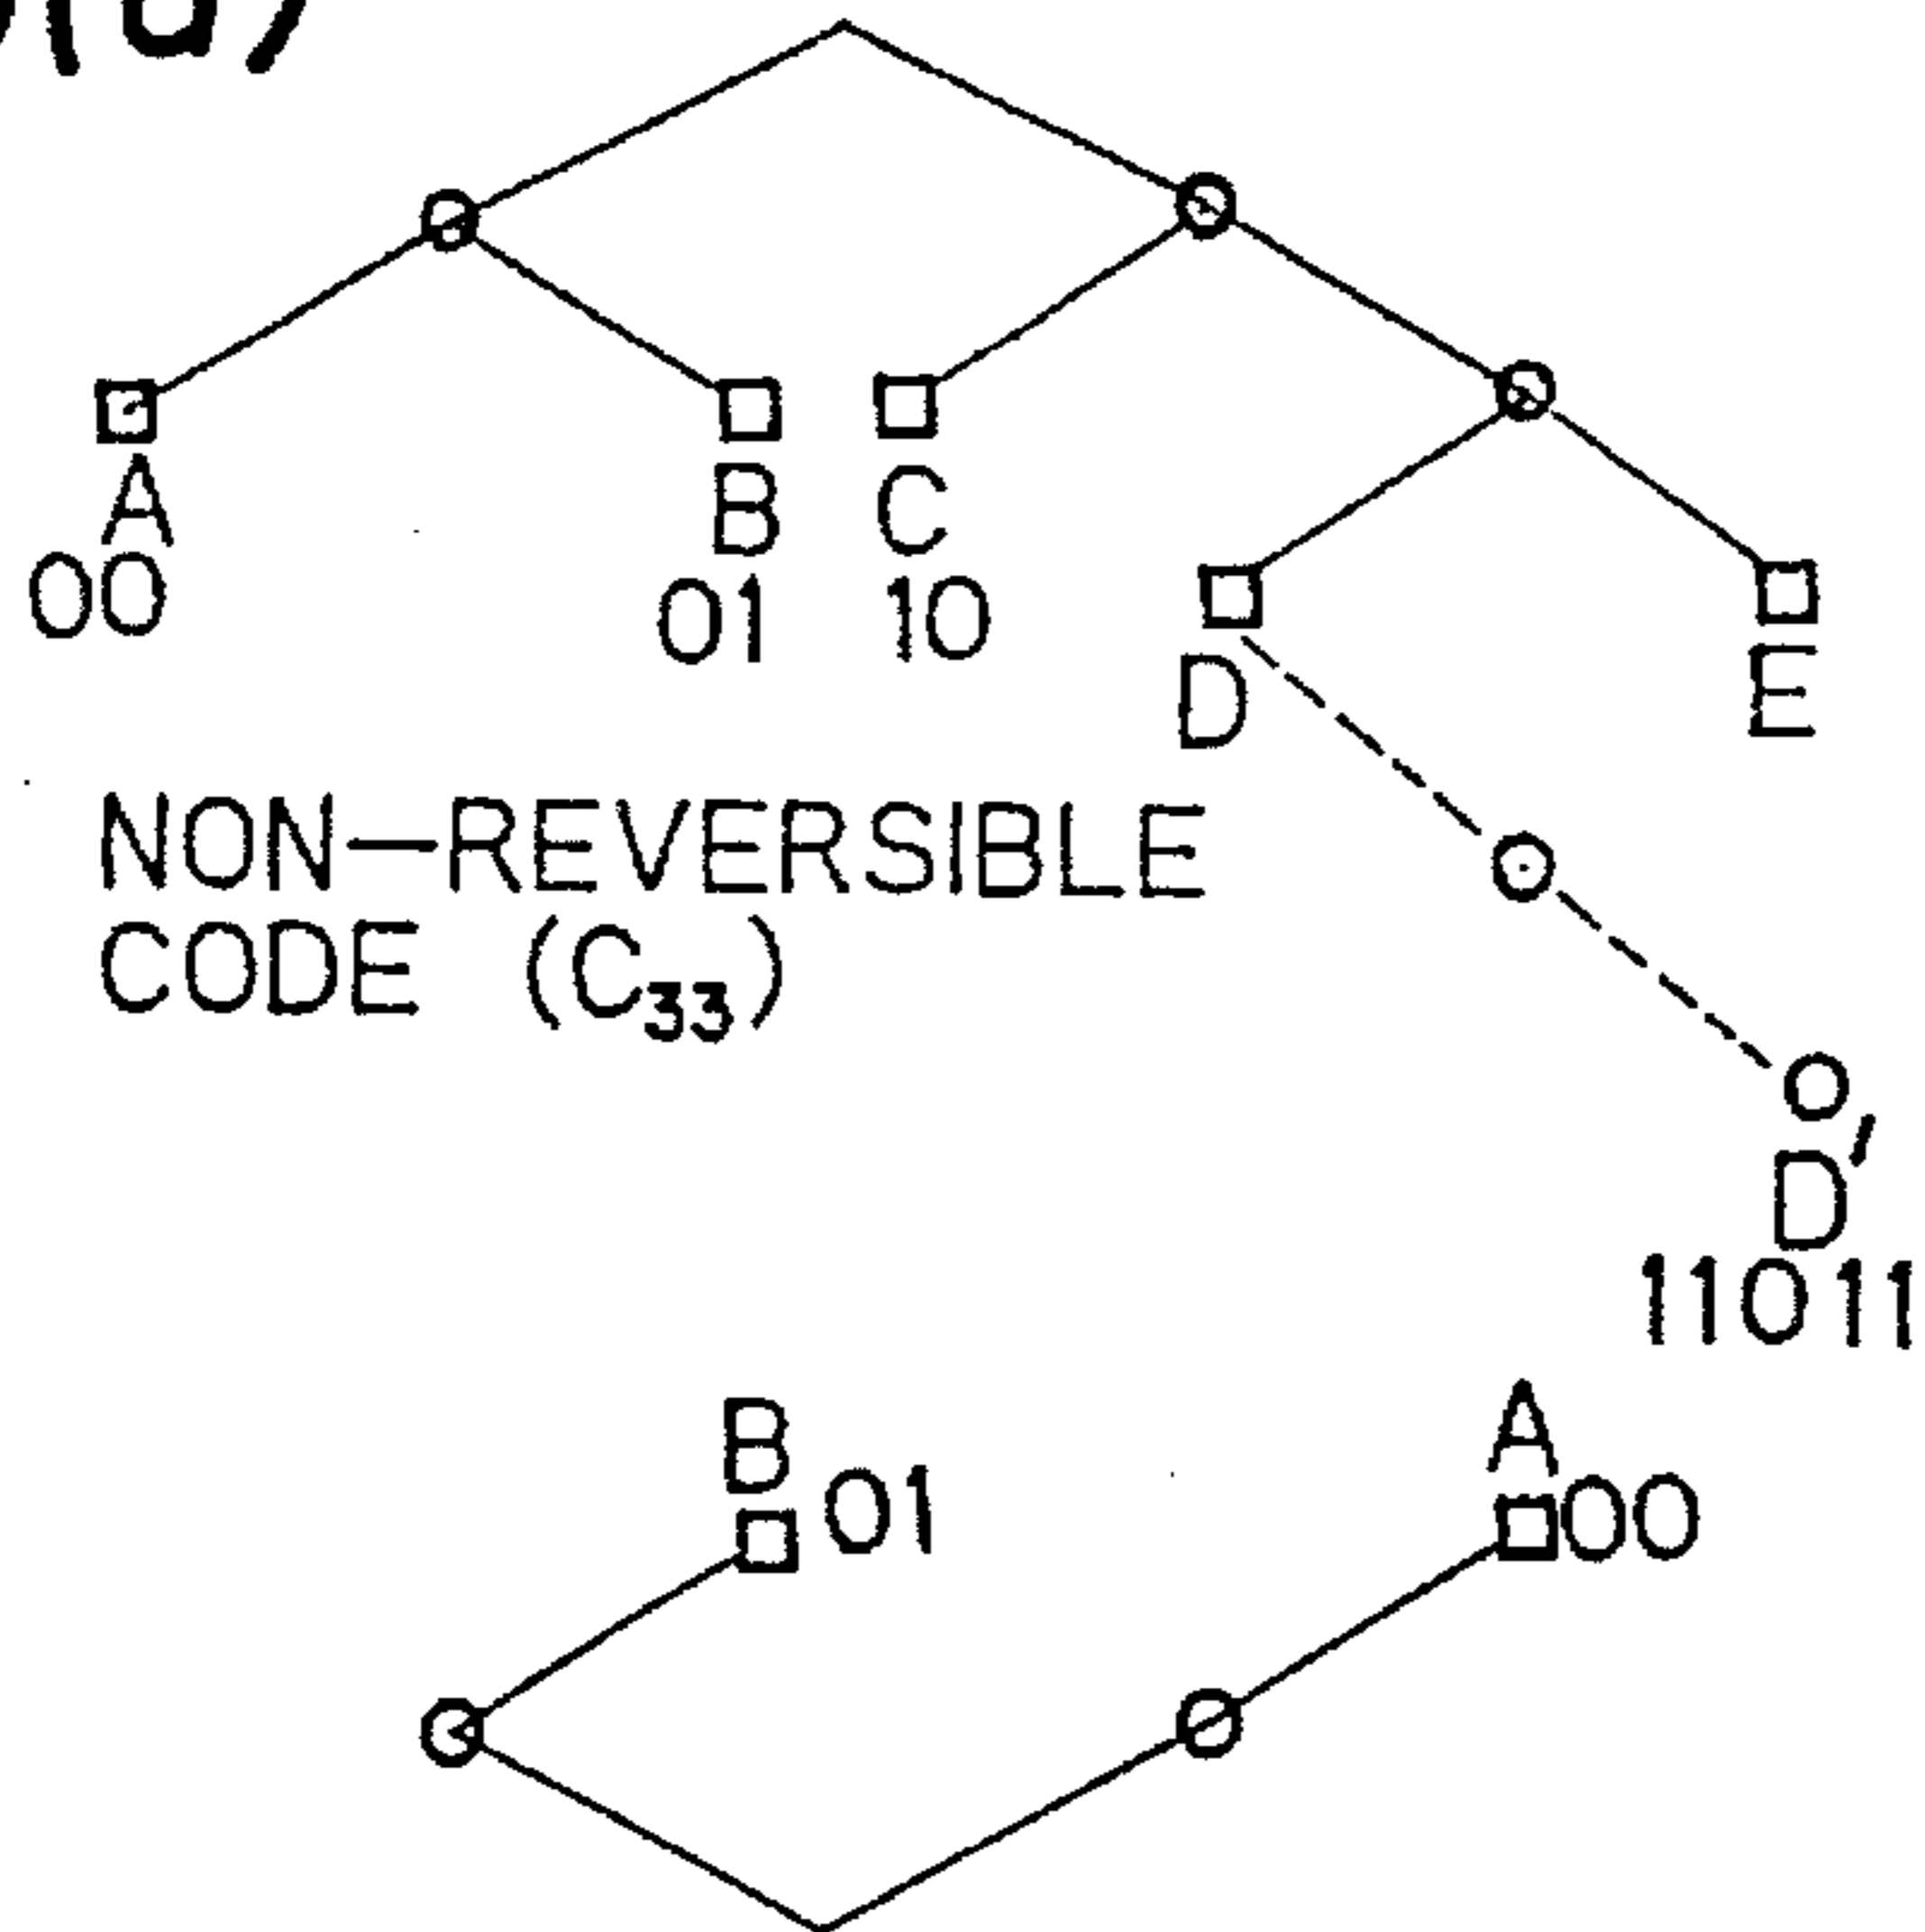 A
B C
00
01 10
D
E
NON—REVERSIBLE
CODE (C₃₃)
D'
11011
B
01
A
00